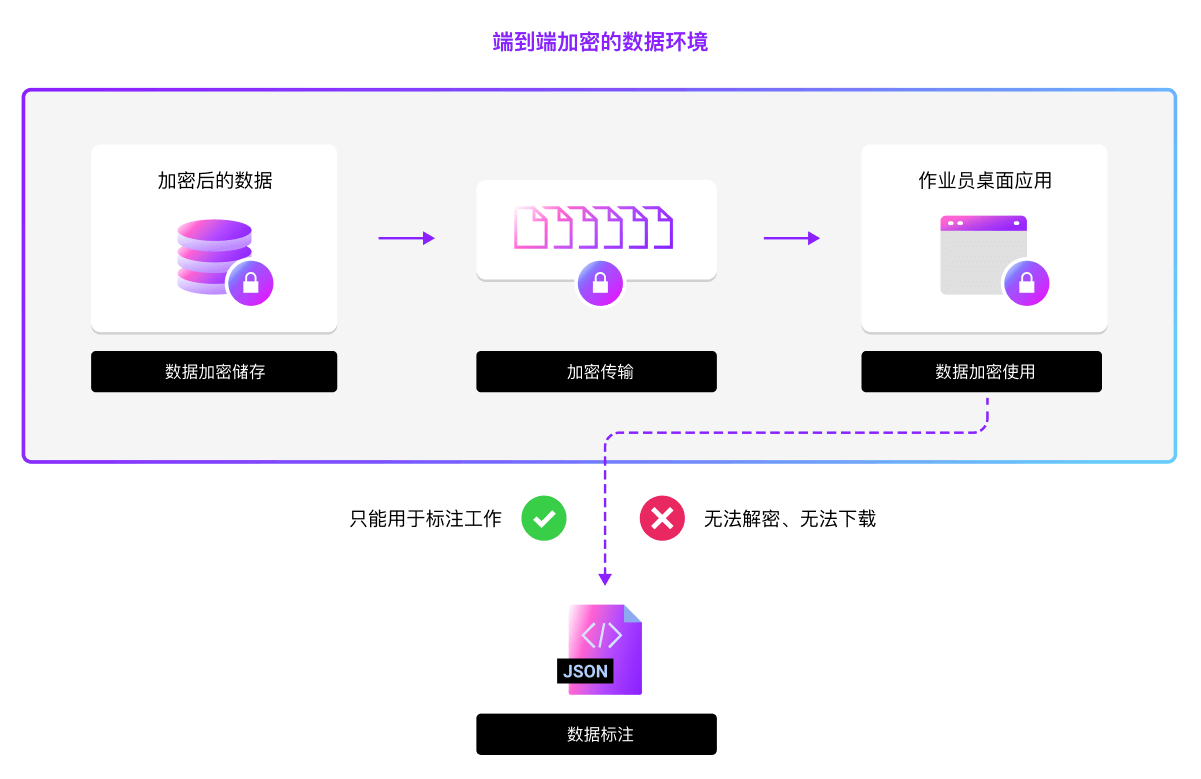 端到端加密的数据环境
加密后的数据
作业员桌面应用
数据加密储存
加密传输
数据加密使用
只能用于标注工作
无法解密、无法下载
</>
JSON
数据标注